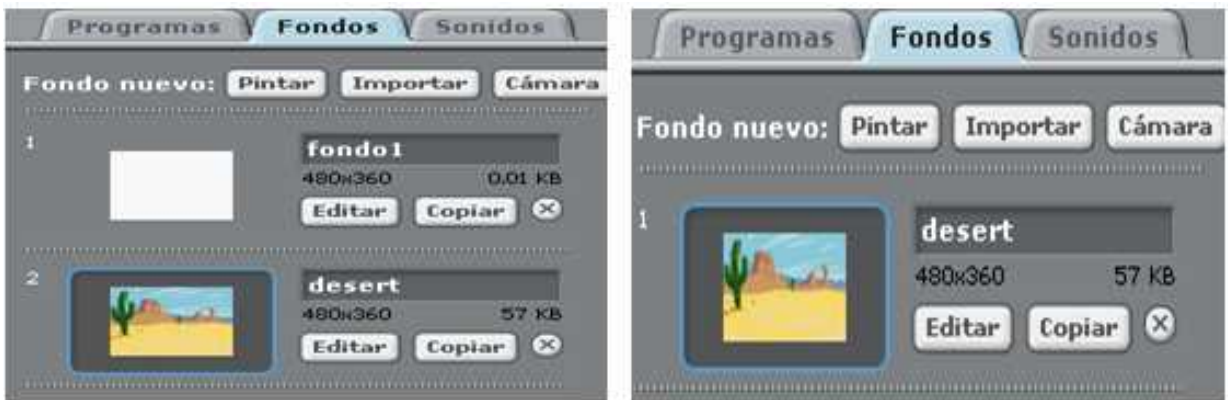 Programas Fondos Sonidos
Fondo nuevo: Pintar Importar Cámara
1
fondo1
480x360 0.01 KB
Editar Copiar
2
desert
480x360 57 KB
Editar Copiar
Programas Fondos Sonidos
Fondo nuevo: Pintar Importar Cámara
1
desert
480x360 57 KB
Editar Copiar